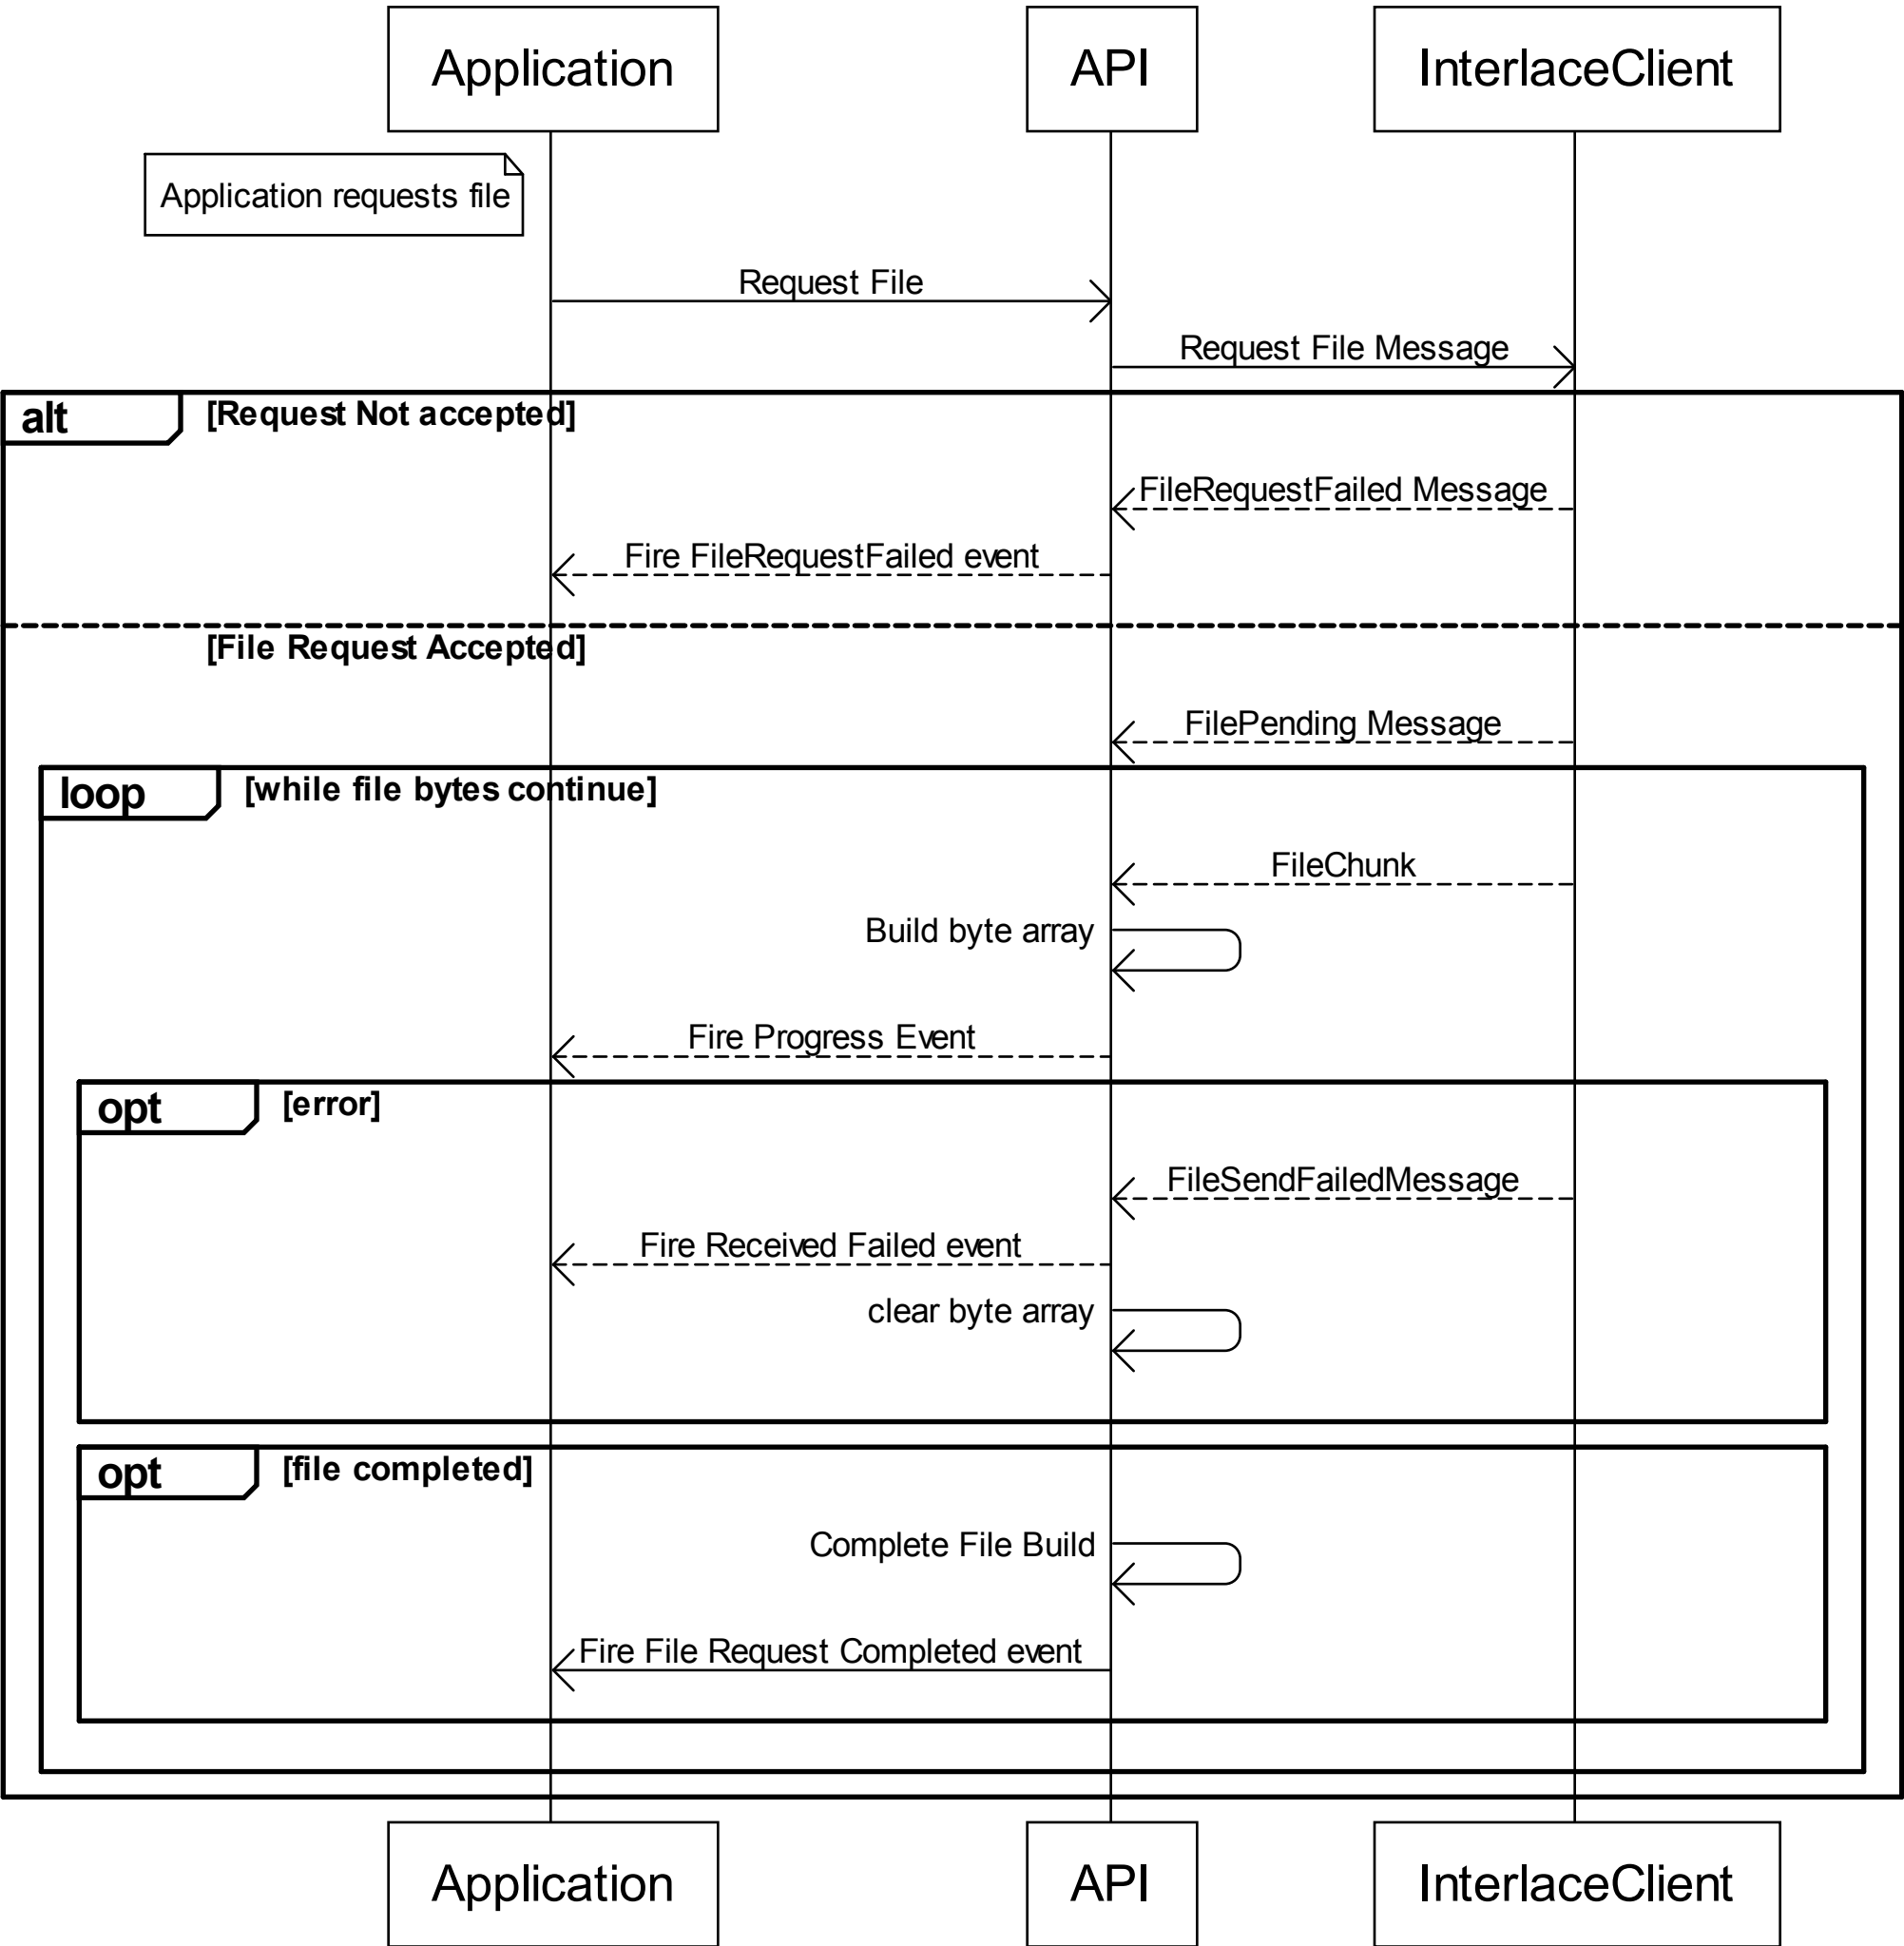 Application
API
InterlaceClient
Application requests file
Request File
Request File Message
alt
[Request Not accepted]
FileRequestFailed Message
Fire FileRequestFailed event
[File Request Accepted]
FilePending Message
loop
[while file bytes continue]
FileChunk
Build byte array
Fire Progress Event
opt
[error]
FileSendFailedMessage
Fire Received Failed event
clear byte array
opt
[file completed]
Complete File Build
Fire File Request Completed event
Application
API
InterlaceClient